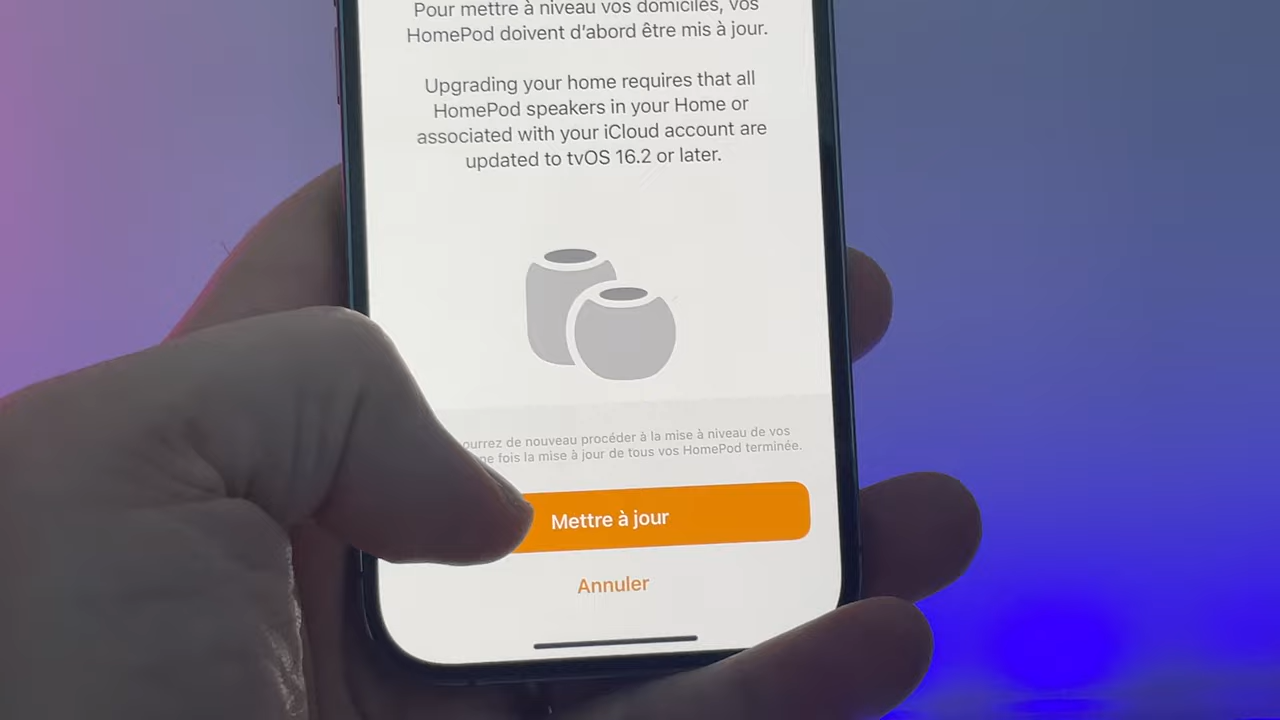 Pour mettre à niveau vos domiciles, vos
HomePod doivent d'abord être mis à jour.
Upgrading your home requires that all
HomePod speakers in your Home or
associated with your iCloud account are
updated to tvOS 16.2 or later.
de nouveau procéder à la mise à niveau de vos
fois la mise à jour de tous vos HomePod terminée.
Mettre à jour
Annuler